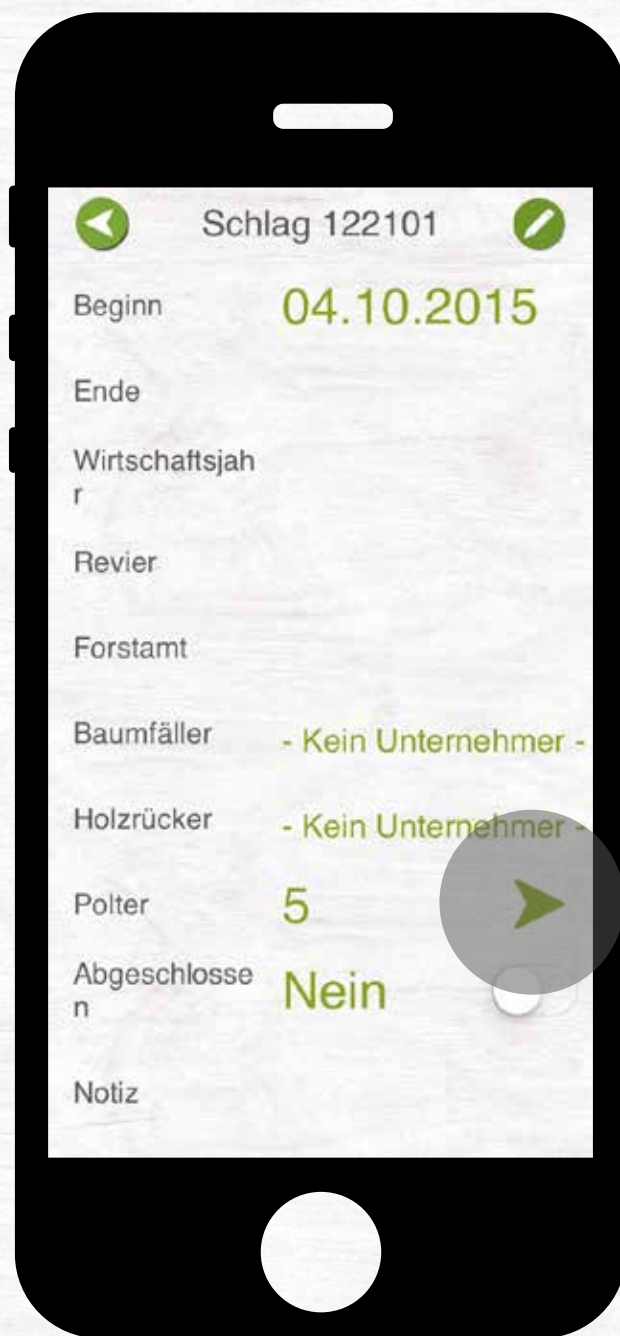 Schlag 122101
Beginn 04.10.2015
Ende
Wirtschaftsjah
r
Revier
Forstamt
Baumfäller - Kein Unternehmer -
Holzrücker - Kein Unternehmer -
Polter 5
Abgeschlosse
n Nein
Notiz